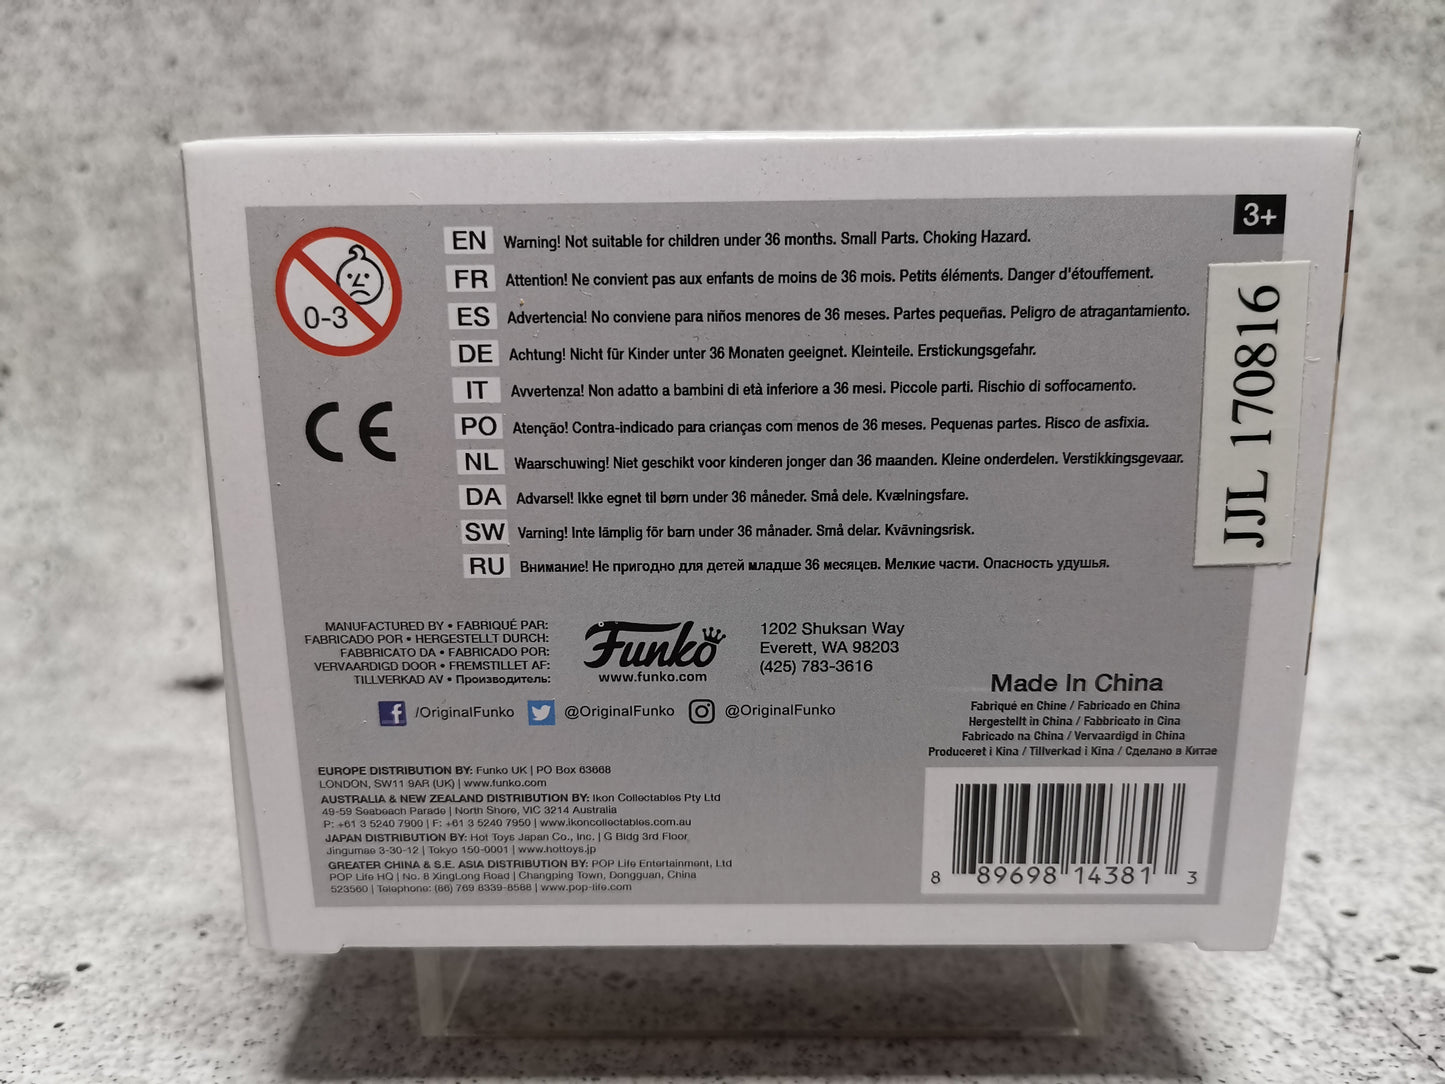 3+
0-3
EN Warning! Not suitable for children under 36 months. Small Parts. Choking Hazard.
FR Attention! Ne convient pas aux enfants de moins de 36 mois. Petits éléments. Danger d'étouffement.
ES Advertencia! No conviene para niños menores de 36 meses. Partes pequeñas. Peligro de atragantamiento.
DE Achtung! Nicht für Kinder unter 36 Monaten geeignet. Kleinteile. Erstickungsgefahr.
IT Avvertenza! Non adatto a bambini di età inferiore a 36 mesi. Piccole parti. Rischio di soffocamento.
PO Atenção! Contra-indicado para crianças com menos de 36 meses. Pequenas partes. Risco de asfixia.
NL Waarschuwing! Niet geschikt voor kinderen jonger dan 36 maanden. Kleine onderdelen. Verstikkingsgevaar.
DA Advarsel! Ikke egnet til børn under 36 måneder. Små dele. Kvælningsfare.
SW Varning! Inte lämplig för barn under 36 månader. Små delar. Kvävningsrisk.
RU Внимание! Не пригодно для детей младше 36 месяцев. Мелкие части. Опасность удушья.
CE
JJL 170816
MANUFACTURED BY • FABRIQUÉ PAR:
FABRICADO POR • HERGESTELLT DURCH:
FABBRICATO DA • FABRICADO POR:
VERVAARDIGD DOOR • FREMSTILLET AF:
TILLVERKAD AV • Производитель:
Funko
www.funko.com
1202 Shuksan Way
Everett, WA 98203
(425) 783-3616
/OriginalFunko @OriginalFunko @OriginalFunko
Made In China
Fabriqué en Chine / Fabricado en China
Hergestellt in China / Fabbricato in Cina
Fabricado na China / Vervaardigd in China
Produceret i Kina / Tillverkad i Kina / Сделано в Китае
EUROPE DISTRIBUTION BY: Funko UK | PO Box 63668
LONDON, SW11 9AR (UK) | www.funko.com
AUSTRALIA & NEW ZEALAND DISTRIBUTION BY: Ikon Collectables Pty Ltd
49-59 Seabeach Parade | North Shore, VIC 3214 Australia
P: +61 3 5240 7900 | F: +61 3 5240 7950 | www.ikoncollectables.com.au
JAPAN DISTRIBUTION BY: Hot Toys Japan Co., Inc. | G Bldg 3rd Floor
Jingumae 3-30-12 | Tokyo 150-0001 | www.hottoys.jp
GREATER CHINA & S.E. ASIA DISTRIBUTION BY: POP Life Entertainment, Ltd
POP Life HQ | No. 8 XingLong Road | Changping Town, Dongguan, China
523560 | Telephone: (86) 769 8339-8588 | www.pop-life.com
8 89698 14381 3